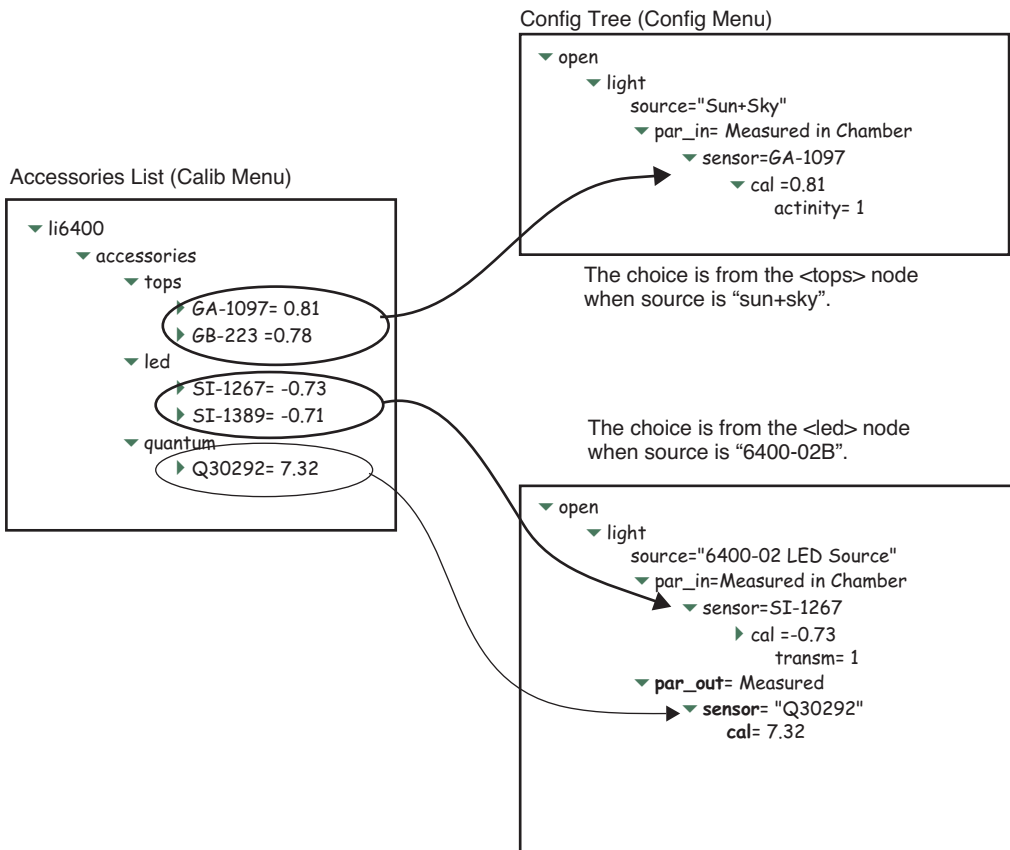 Config Tree (Config Menu)
open
light
source="Sun+Sky"
par_in= Measured in Chamber
sensor=GA-1097
cal =0.81
actinity= 1
The choice is from the <tops> node
when source is “sun+sky”.
Accessories List (Calib Menu)
li6400
accessories
tops
GA-1097= 0.81
GB-223 =0.78
led
SI-1267= -0.73
SI-1389= -0.71
quantum
Q30292= 7.32
The choice is from the <led> node
when source is “6400-02B”.
open
light
source="6400-02 LED Source"
par_in=Measured in Chamber
sensor=SI-1267
cal =-0.73
transm= 1
par_out= Measured
sensor= "Q30292"
cal= 7.32